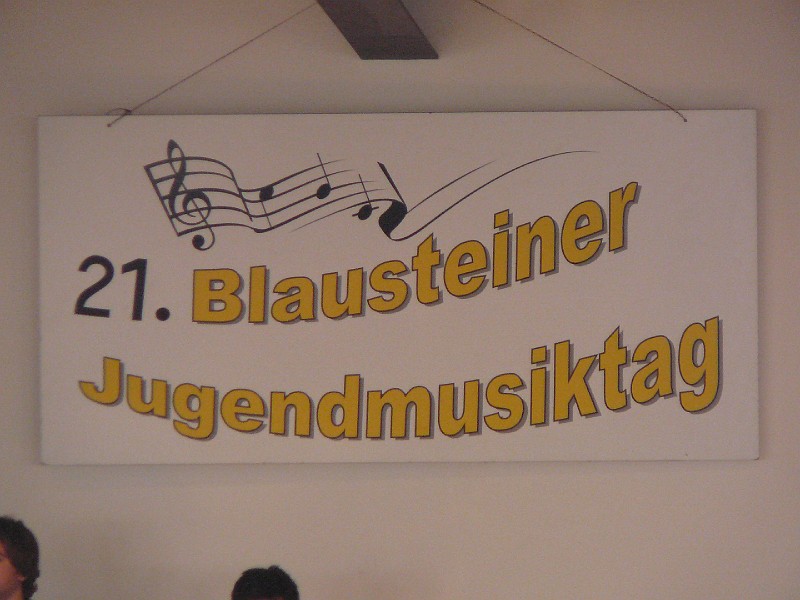 21. Blausteiner
Jugendmusiktag